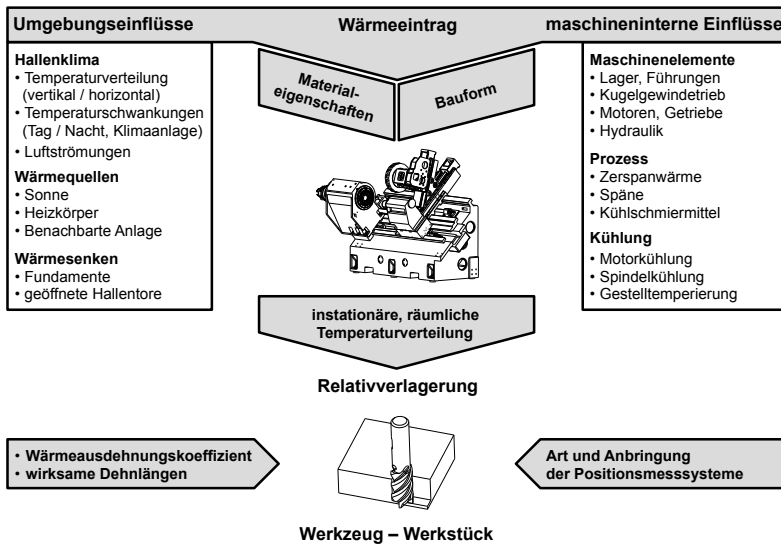 Umgebungseinflüsse
Wärmeeintrag
maschineninterne Einflüsse
Hallenklima
• Temperaturverteilung
(vertikal / horizontal)
• Temperaturschwankungen
(Tag / Nacht, Klimaanlage)
• Luftströmungen
Wärmequellen
• Sonne
• Heizkörper
• Benachbarte Anlage
Wärmesenken
• Fundamente
• geöffnete Hallentore
Material-
eigenschaften
Bauform
Maschinenelemente
• Lager, Führungen
• Kugelgewindetrieb
• Motoren, Getriebe
• Hydraulik
Prozess
• Zerspanwärme
• Späne
• Kühlschmiermittel
Kühlung
• Motorkühlung
• Spindelkühlung
• Gestelltemperierung
instationäre, räumliche
Temperaturverteilung
Relativverlagerung
• Wärmeausdehnungskoeffizient
• wirksame Dehnlängen
Art und Anbringung
der Positionsmesssysteme
Werkzeug – Werkstück